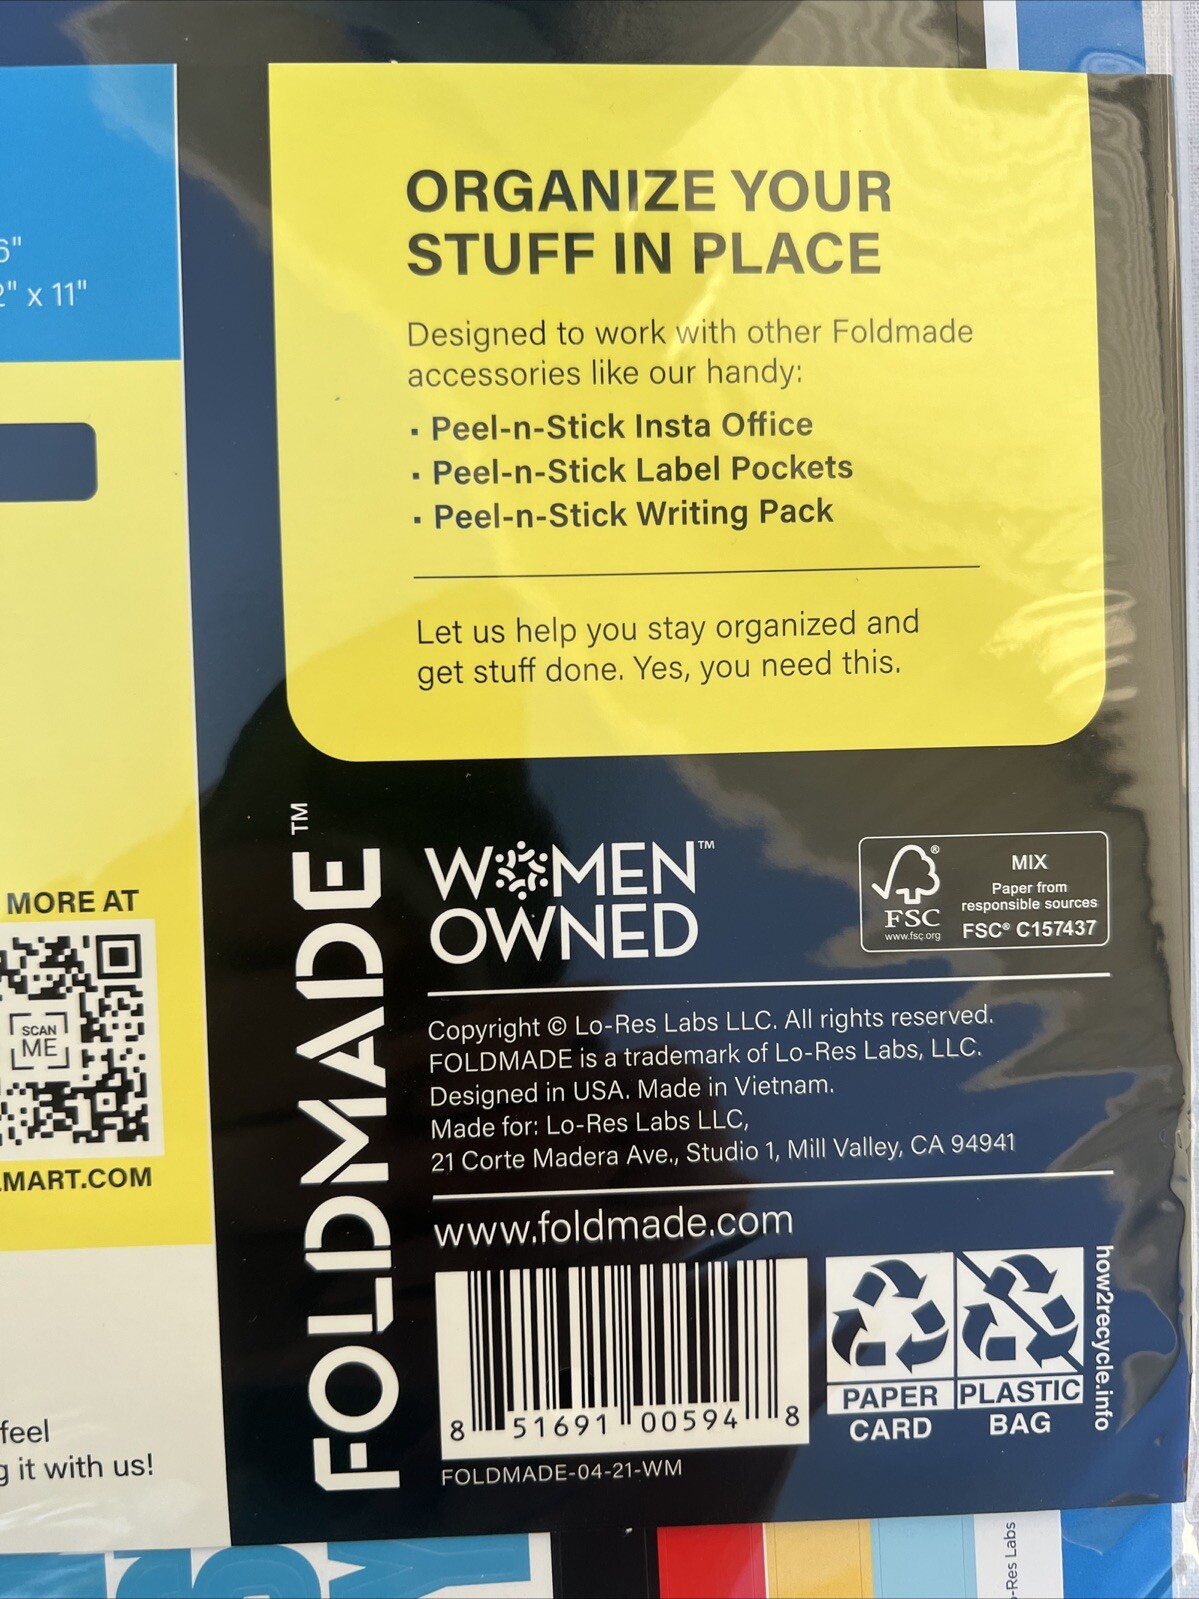 6"
2" x 11"
MORE AT
SCAN
ME
MART.COM
feel
it with us!
ORGANIZE YOUR
STUFF IN PLACE
Designed to work with other Foldmade
accessories like our handy:
· Peel-n-Stick Insta Office
· Peel-n-Stick Label Pockets
· Peel-n-Stick Writing Pack
Let us help you stay organized and
get stuff done. Yes, you need this.
FOLDMADE™
WOMEN™
OWNED
FSC®
www.fsc.org
MIX
Paper from
responsible sources
FSC® C157437
Copyright © Lo-Res Labs LLC. All rights reserved.
FOLDMADE is a trademark of Lo-Res Labs, LLC.
Designed in USA. Made in Vietnam.
Made for: Lo-Res Labs LLC,
21 Corte Madera Ave., Studio 1, Mill Valley, CA 94941
www.foldmade.com
8 51691 00594 8
FOLDMADE-04-21-WM
PAPER
CARD
PLASTIC
BAG
how2recycle.info
-Res Labs